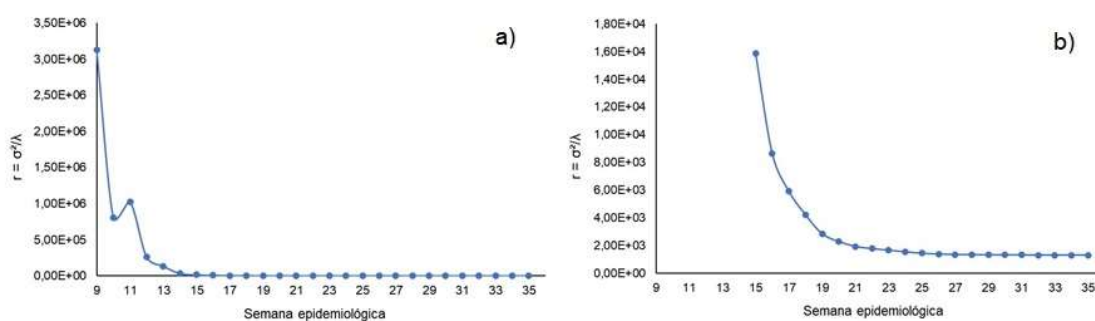 a)
3,50E+06
3,00E+06
2,50E+06
2,00E+06
1,50E+06
1,00E+06
5,00E+05
0,00E+00
r = σ²/λ
9 11 13 15 17 19 21 23 25 27 29 31 33 35
Semana epidemiológica
b)
1,80E+04
1,60E+04
1,40E+04
1,20E+04
1,00E+04
8,00E+03
6,00E+03
4,00E+03
2,00E+03
0,00E+00
r = σ²/λ
9 11 13 15 17 19 21 23 25 27 29 31 33 35
Semana epidemiológica